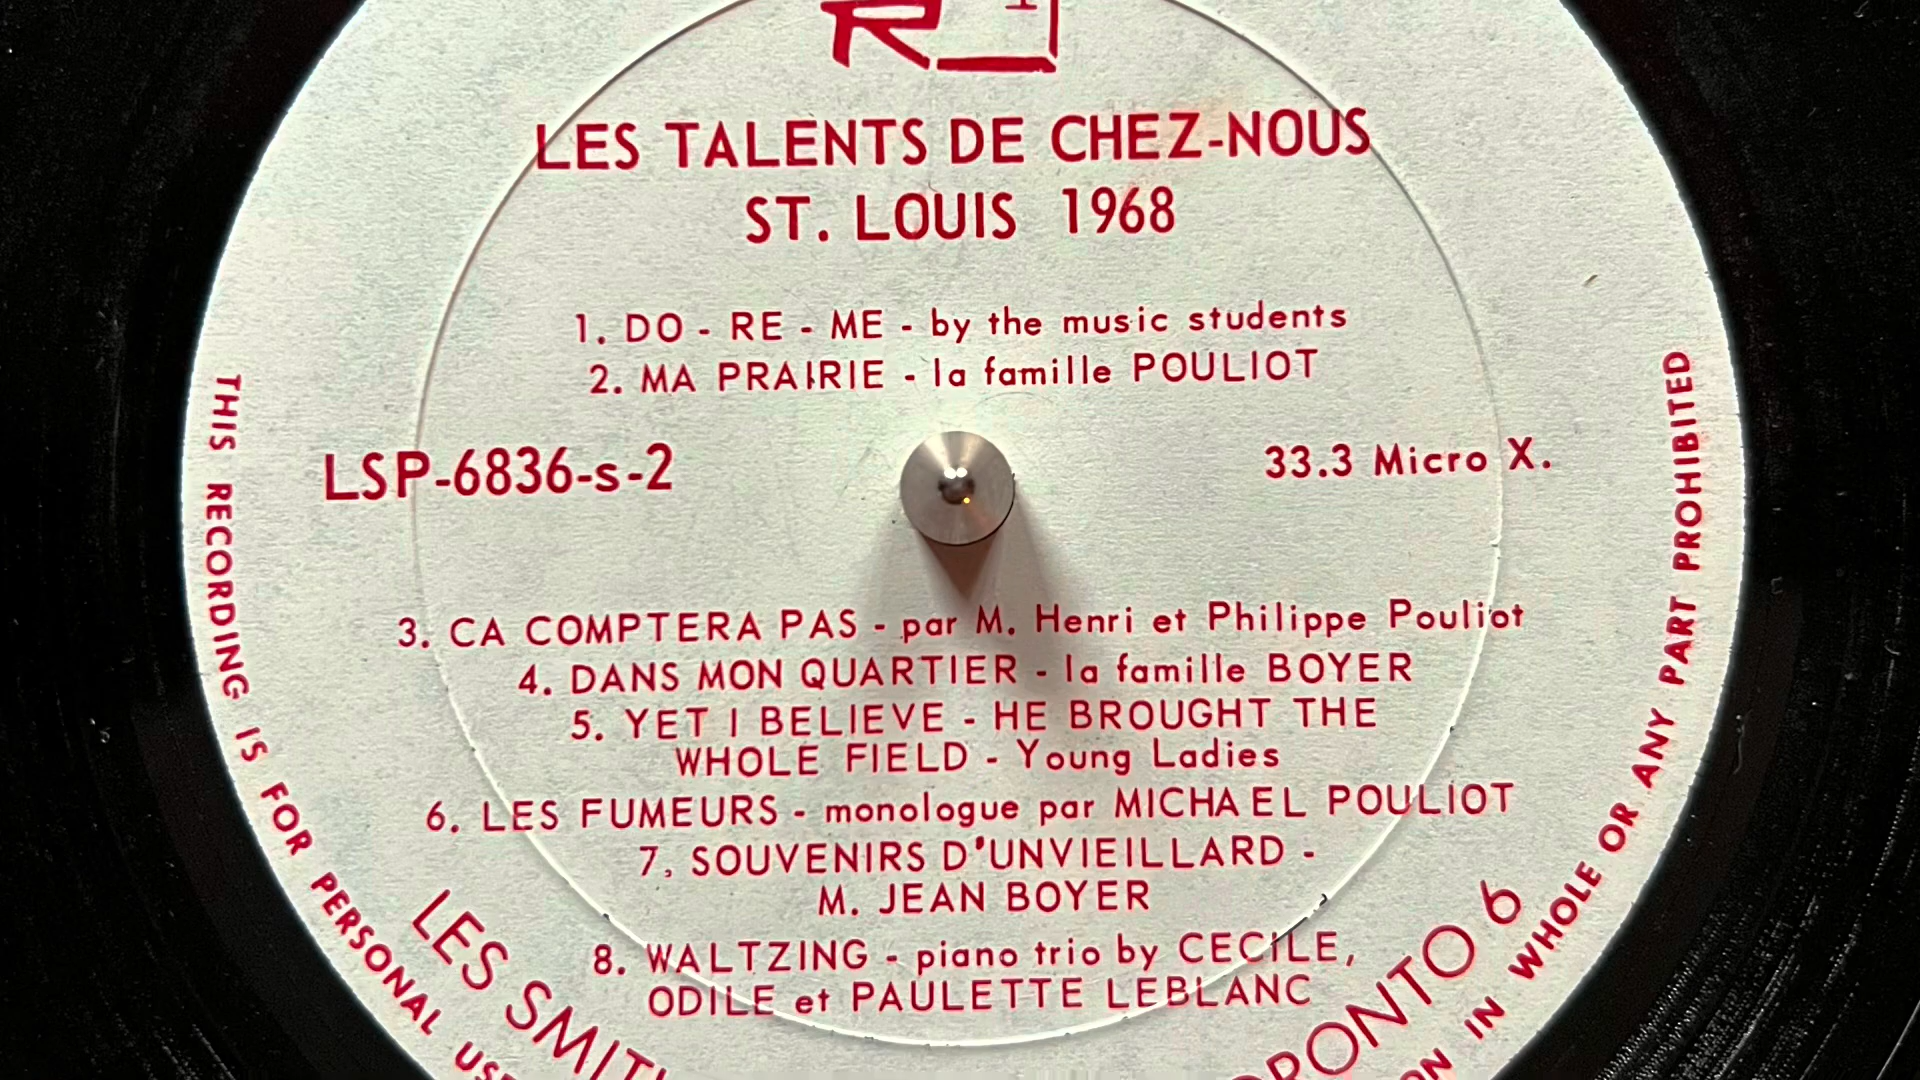 LES TALENTS DE CHEZ-NOUS
ST. LOUIS 1968
1. DO - RE - ME - by the music students
2. MA PRAIRIE - la famille POULIOT
LSP-6836-s-2
33.3 Micro X.
3. CA COMPTERA PAS - par M. Henri et Philippe Pouliot
4. DANS MON QUARTIER - la famille BOYER
5. YET I BELIEVE - HE BROUGHT THE
WHOLE FIELD - Young Ladies
6. LES FUMEURS - monologue par MICHAEL POULIOT
7. SOUVENIRS D'UNVIEILLARD -
M. JEAN BOYER
8. WALTZING - piano trio by CECILE,
ODILE et PAULETTE LEBLANC
LES SMITH
TORONTO 6
THIS RECORDING IS FOR PERSONAL USE
IN WHOLE OR ANY PART PROHIBITED